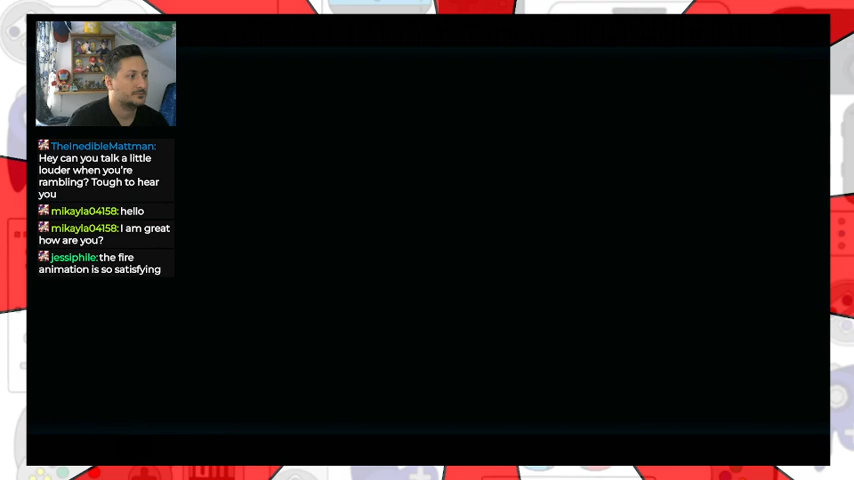 TheInedibleMattman:
Hey can you talk a little
louder when you're
rambling? Tough to hear
you
mikayla04158: hello
mikayla04158: I am great
how are you?
jessiphile: the fire
animation is so satisfying